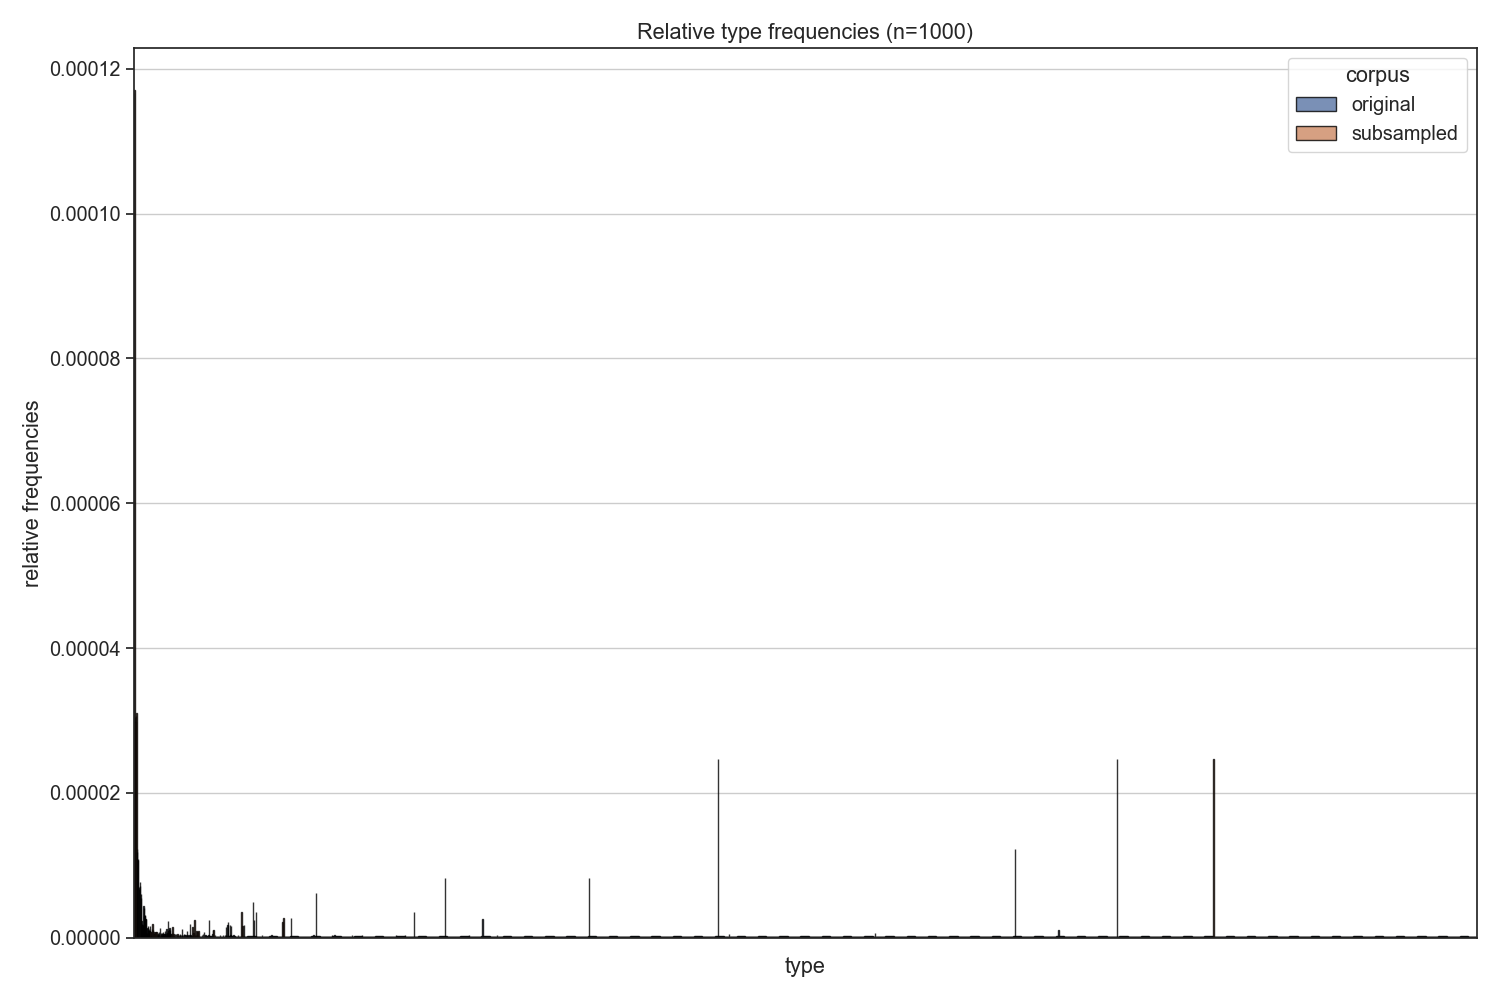 Relative type frequencies (n=1000)
corpus
original
subsampled
0.00012
0.00010
0.00008
0.00006
0.00004
0.00002
0.00000
relative frequencies
type